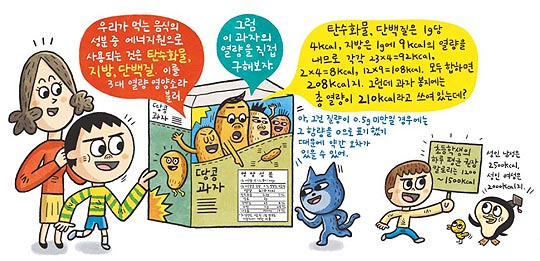 우리가 먹는 음식의
성분 중 에너지원으로
사용되는 것은 탄수화물,
지방, 단백질. 이를
3대 열량 영양소라
불러
그럼
이 과자의
열량을 직접
구해보자.
탄수화물, 단백질은 1g당
4kcal, 지방은 1g에 9kcal의 열량을
내므로 각각 23×4=92kcal,
2×4=8kcal, 12×9=108kcal. 모두 합하면
208kcal지. 그런데 과자 봉지에는
총 열량이 210kcal라고 쓰여 있는데?
아, 그건 질량이 0.5g 미만일 경우에는
그 함량을 0으로 표기 했기
때문에 약간 오차가
있을 수 있어.
땅콩
과자
땅콩
과자
영양성분
초등학생의
하루 평균 권장
칼로리는 1200
~1500kcal
성인 남성은
2500kcal,
성인 여성은
2000kcal지.